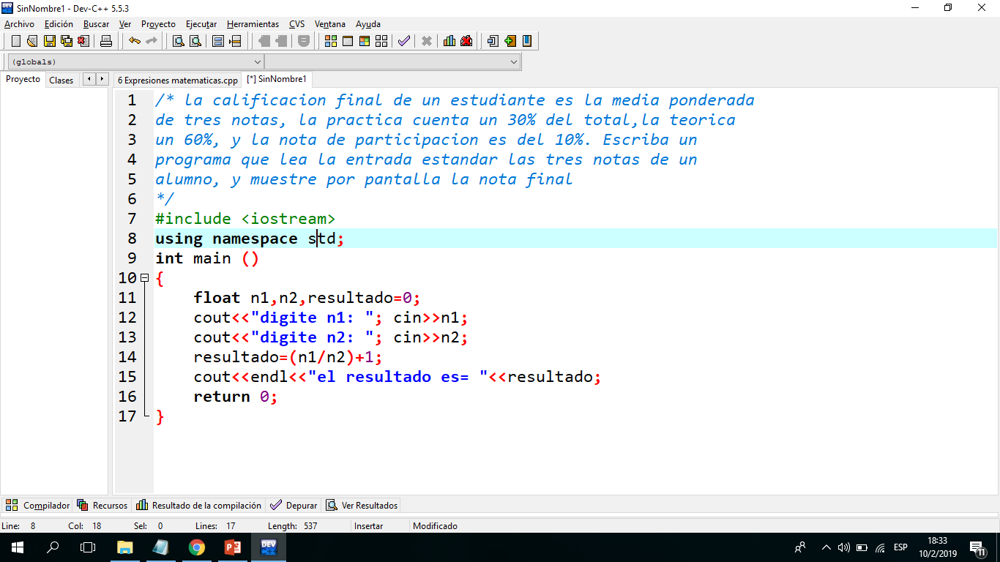 SinNombre1 - Dev-C++ 5.5.3
Archivo Edición Buscar Ver Proyecto Ejecutar Herramientas CVS Ventana Ayuda
(globals)
Proyecto Clases 6 Expresiones matematicas.cpp [*] SinNombre1
1 /* la calificacion final de un estudiante es la media ponderada
2 de tres notas, la practica cuenta un 30% del total,la teorica
3 un 60%, y la nota de participacion es del 10%. Escriba un
4 programa que lea la entrada estandar las tres notas de un
5 alumno, y muestre por pantalla la nota final
6 */
7 #include <iostream>
8 using namespace std;
9 int main ()
10 {
11 float n1,n2,resultado=0;
12 cout<<"digite n1: "; cin>>n1;
13 cout<<"digite n2: "; cin>>n2;
14 resultado=(n1/n2)+1;
15 cout<<endl<<"el resultado es= "<<resultado;
16 return 0;
17 }
Compilador Recursos Resultado de la compilación Depurar Ver Resultados
Line: 8 Col: 18 Sel: 0 Lines: 17 Length: 537 Insertar Modificado
DEV
ESP
18:33
10/2/2019
11